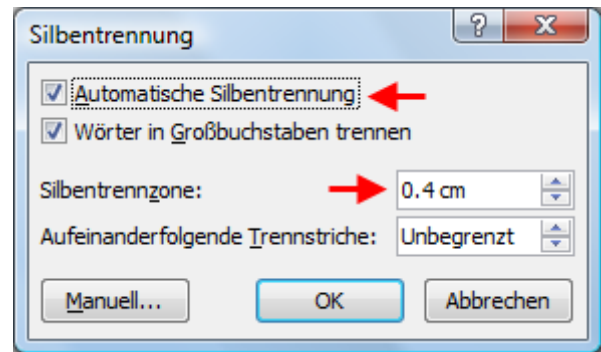 Silbentrennung
Automatische Silbentrennung
Wörter in Großbuchstaben trennen
Silbentrennzone: 0.4 cm
Aufeinanderfolgende Trennstriche: Unbegrenzt
Manuell... OK Abbrechen